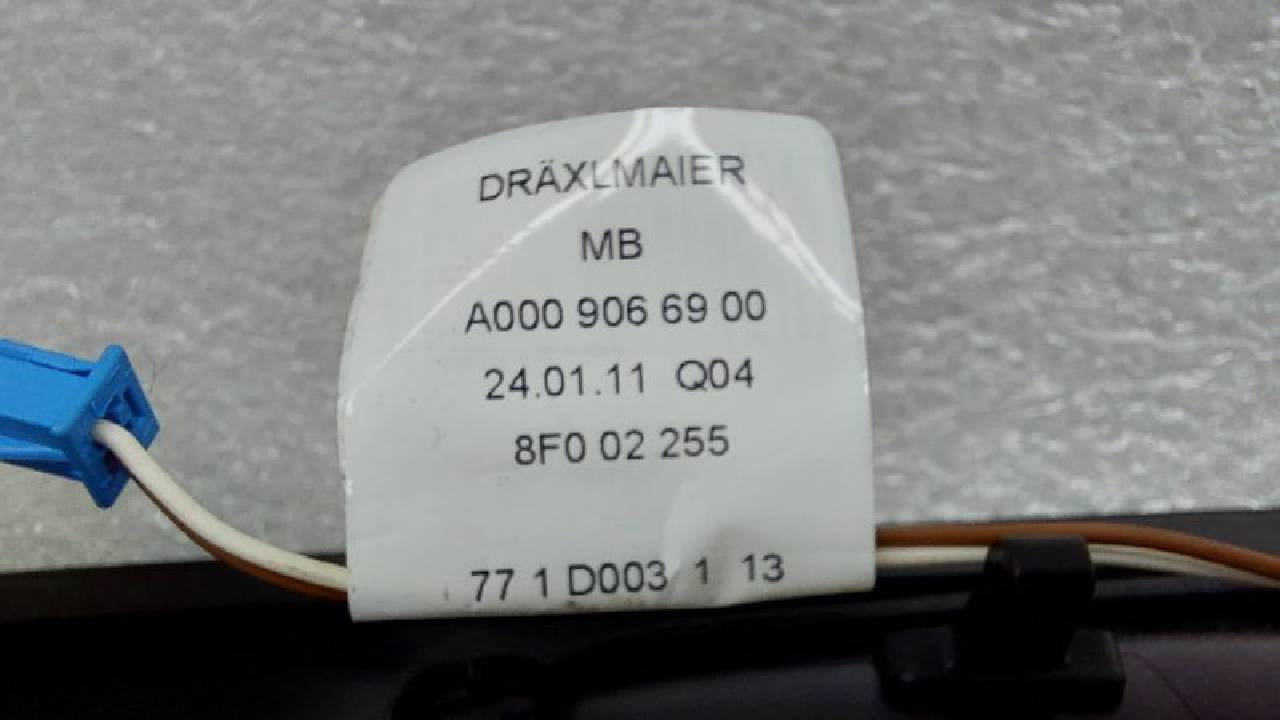 DRÄXLMAIER
MB
A000 906 69 00
24.01.11 Q04
8F0 02 255
77 1 D003 1 13